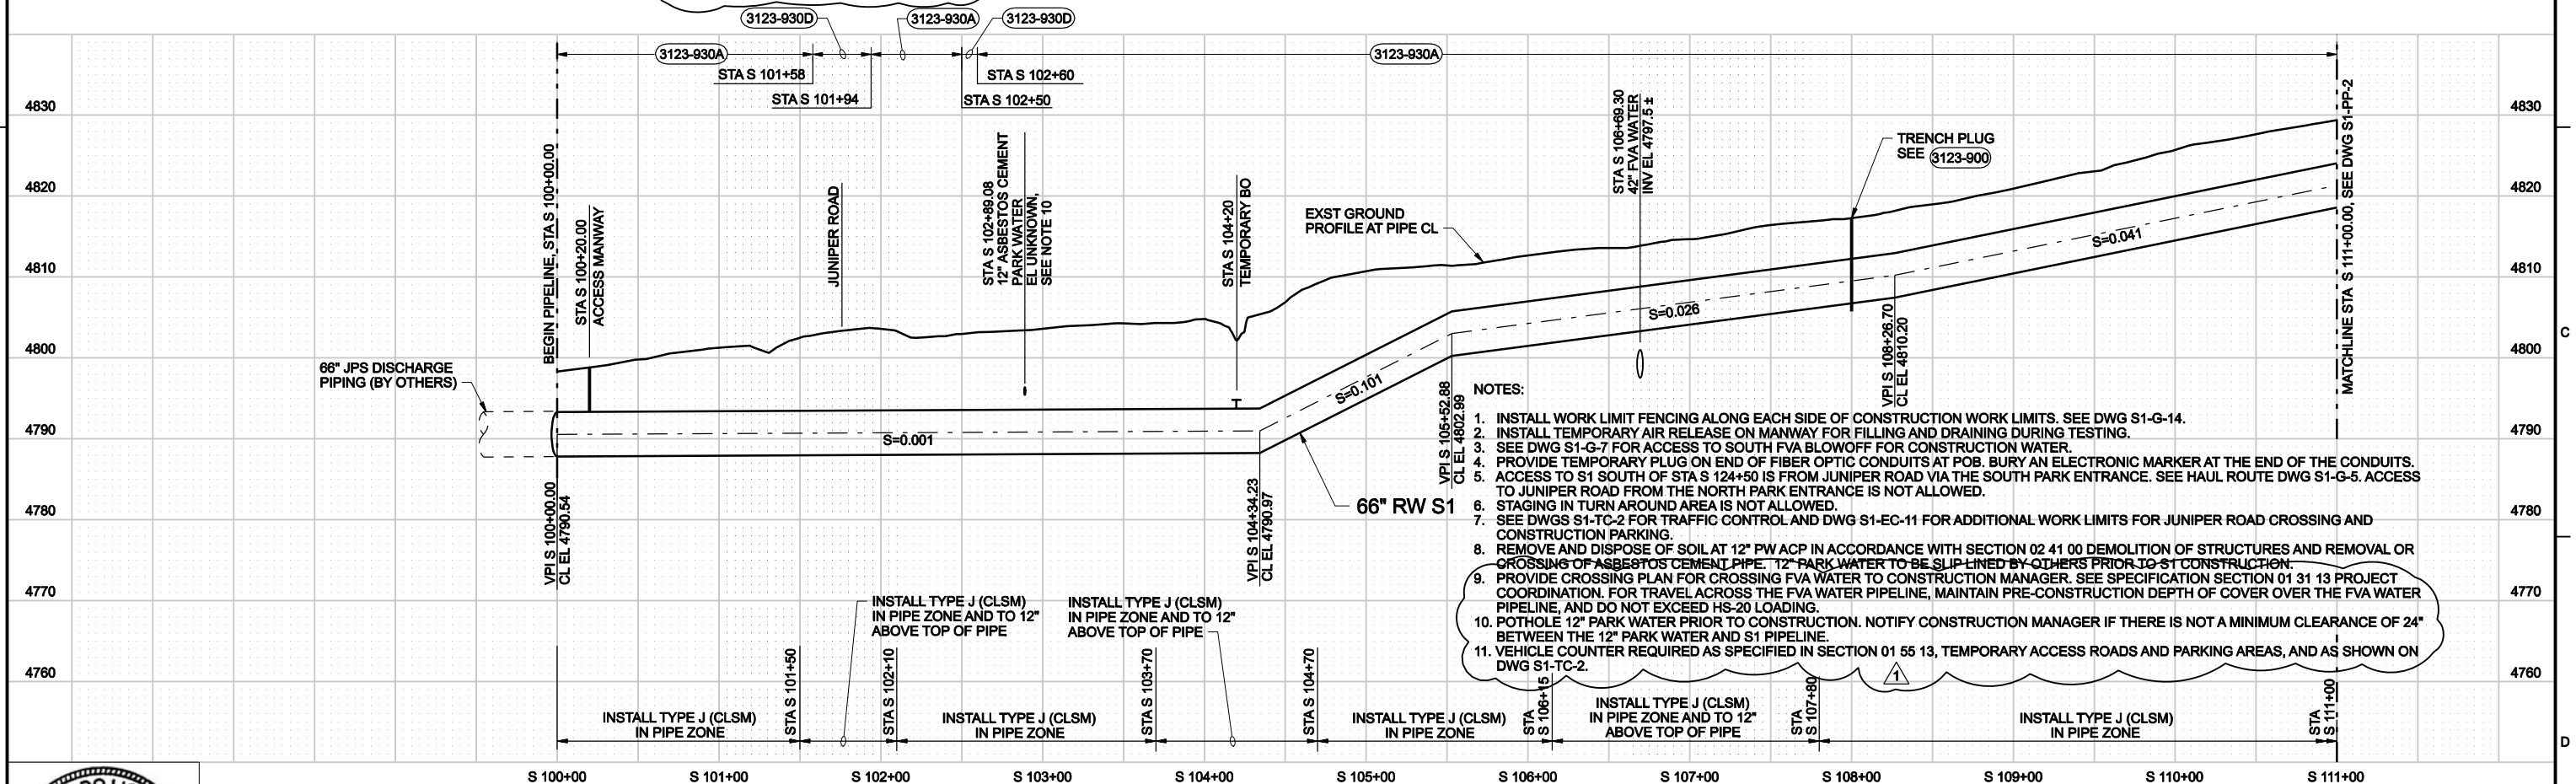 3123-930D
3123-930A
3123-930D
3123-930A
3123-930A
STA S 101+58
STA S 102+60
STA S 101+94
STA S 102+50
4830
4830
4820
4820
4810
4810
4800
4800
4790
4790
4780
4780
4770
4770
4760
4760
BEGIN PIPELINE, STA S 100+00.00
STA S 100+20.00
ACCESS MANWAY
JUNIPER ROAD
STA S 102+89.08
12" ASBESTOS CEMENT
PARK WATER
EL UNKNOWN,
SEE NOTE 10
STA S 104+20
TEMPORARY BO
EXST GROUND
PROFILE AT PIPE CL
STA S 106+69.30
42" FVA WATER
INV EL 4797.5 ±
TRENCH PLUG
SEE 3123-900
MATCHLINE STA S 111+00.00, SEE DWG S1-PP-2
C
66" JPS DISCHARGE
PIPING (BY OTHERS)
S=0.001
S=0.101
S=0.026
S=0.041
VPI S 100+00.00
CL EL 4790.54
VPI S 104+34.23
CL EL 4790.97
VPI S 105+52.88
CL EL 4802.99
VPI S 108+26.70
CL EL 4810.20
66" RW S1
NOTES:
1. INSTALL WORK LIMIT FENCING ALONG EACH SIDE OF CONSTRUCTION WORK LIMITS. SEE DWG S1-G-14.
2. INSTALL TEMPORARY AIR RELEASE ON MANWAY FOR FILLING AND DRAINING DURING TESTING.
3. SEE DWG S1-G-7 FOR ACCESS TO SOUTH FVA BLOWOFF FOR CONSTRUCTION WATER.
4. PROVIDE TEMPORARY PLUG ON END OF FIBER OPTIC CONDUITS AT POB. BURY AN ELECTRONIC MARKER AT THE END OF THE CONDUITS.
5. ACCESS TO S1 SOUTH OF STA S 124+50 IS FROM JUNIPER ROAD VIA THE SOUTH PARK ENTRANCE. SEE HAUL ROUTE DWG S1-G-5. ACCESS
TO JUNIPER ROAD FROM THE NORTH PARK ENTRANCE IS NOT ALLOWED.
6. STAGING IN TURN AROUND AREA IS NOT ALLOWED.
7. SEE DWGS S1-TC-2 FOR TRAFFIC CONTROL AND DWG S1-EC-11 FOR ADDITIONAL WORK LIMITS FOR JUNIPER ROAD CROSSING AND
CONSTRUCTION PARKING.
8. REMOVE AND DISPOSE OF SOIL AT 12" PW ACP IN ACCORDANCE WITH SECTION 02 41 00 DEMOLITION OF STRUCTURES AND REMOVAL OR
CROSSING OF ASBESTOS CEMENT PIPE. 12" PARK WATER TO BE SLIP LINED BY OTHERS PRIOR TO S1 CONSTRUCTION.
9. PROVIDE CROSSING PLAN FOR CROSSING FVA WATER TO CONSTRUCTION MANAGER. SEE SPECIFICATION SECTION 01 31 13 PROJECT
COORDINATION. FOR TRAVEL ACROSS THE FVA WATER PIPELINE, MAINTAIN PRE-CONSTRUCTION DEPTH OF COVER OVER THE FVA WATER
PIPELINE, AND DO NOT EXCEED HS-20 LOADING.
10. POTHOLE 12" PARK WATER PRIOR TO CONSTRUCTION. NOTIFY CONSTRUCTION MANAGER IF THERE IS NOT A MINIMUM CLEARANCE OF 24"
BETWEEN THE 12" PARK WATER AND S1 PIPELINE.
11. VEHICLE COUNTER REQUIRED AS SPECIFIED IN SECTION 01 55 13, TEMPORARY ACCESS ROADS AND PARKING AREAS, AND AS SHOWN ON
DWG S1-TC-2.
1
INSTALL TYPE J (CLSM)
IN PIPE ZONE AND TO 12"
ABOVE TOP OF PIPE
INSTALL TYPE J (CLSM)
IN PIPE ZONE AND TO 12"
ABOVE TOP OF PIPE
INSTALL TYPE J (CLSM)
IN PIPE ZONE
STA S 101+50
STA S 102+10
INSTALL TYPE J (CLSM)
IN PIPE ZONE
STA S 103+70
STA S 104+70
INSTALL TYPE J (CLSM)
IN PIPE ZONE
STA
S 106+15
INSTALL TYPE J (CLSM)
IN PIPE ZONE AND TO 12"
ABOVE TOP OF PIPE
STA
S 107+80
INSTALL TYPE J (CLSM)
IN PIPE ZONE
STA
S 111+00
D
S 100+00
S 101+00
S 102+00
S 103+00
S 104+00
S 105+00
S 106+00
S 107+00
S 108+00
S 109+00
S 110+00
S 111+00